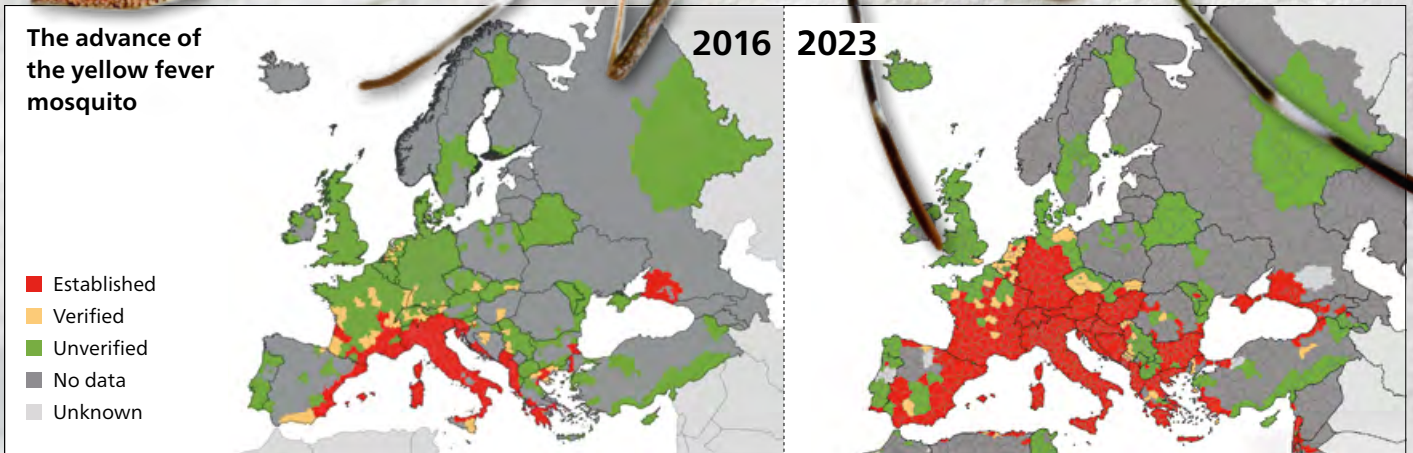 The advance of
the yellow fever
mosquito
2016
2023
Established
Verified
Unverified
No data
Unknown